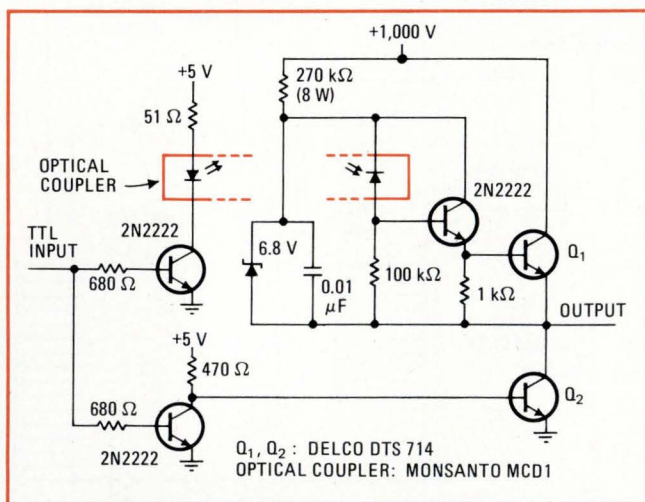 +1,000 V
+5 V
270 kΩ
(8 W)
51 Ω
OPTICAL
COUPLER
2N2222
TTL
INPUT
2N2222
6.8 V
Q1
680 Ω
0.01
μF
100 kΩ
1 kΩ
OUTPUT
+5 V
470 Ω
680 Ω
Q2
2N2222
Q1, Q2 : DELCO DTS 714
OPTICAL COUPLER: MONSANTO MCD1